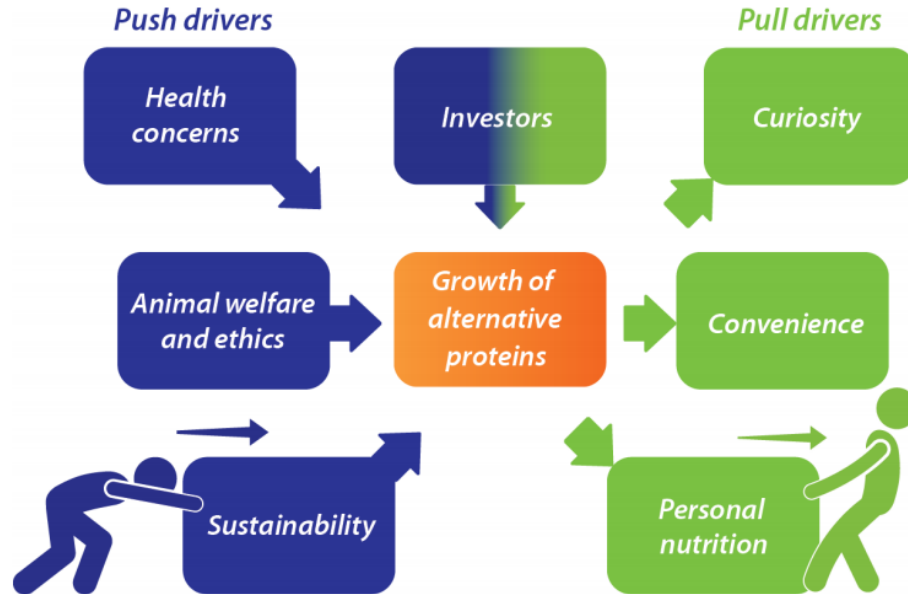 Push drivers
Pull drivers
Health
concerns
Investors
Curiosity
Animal welfare
and ethics
Growth of
alternative
proteins
Convenience
Sustainability
Personal
nutrition